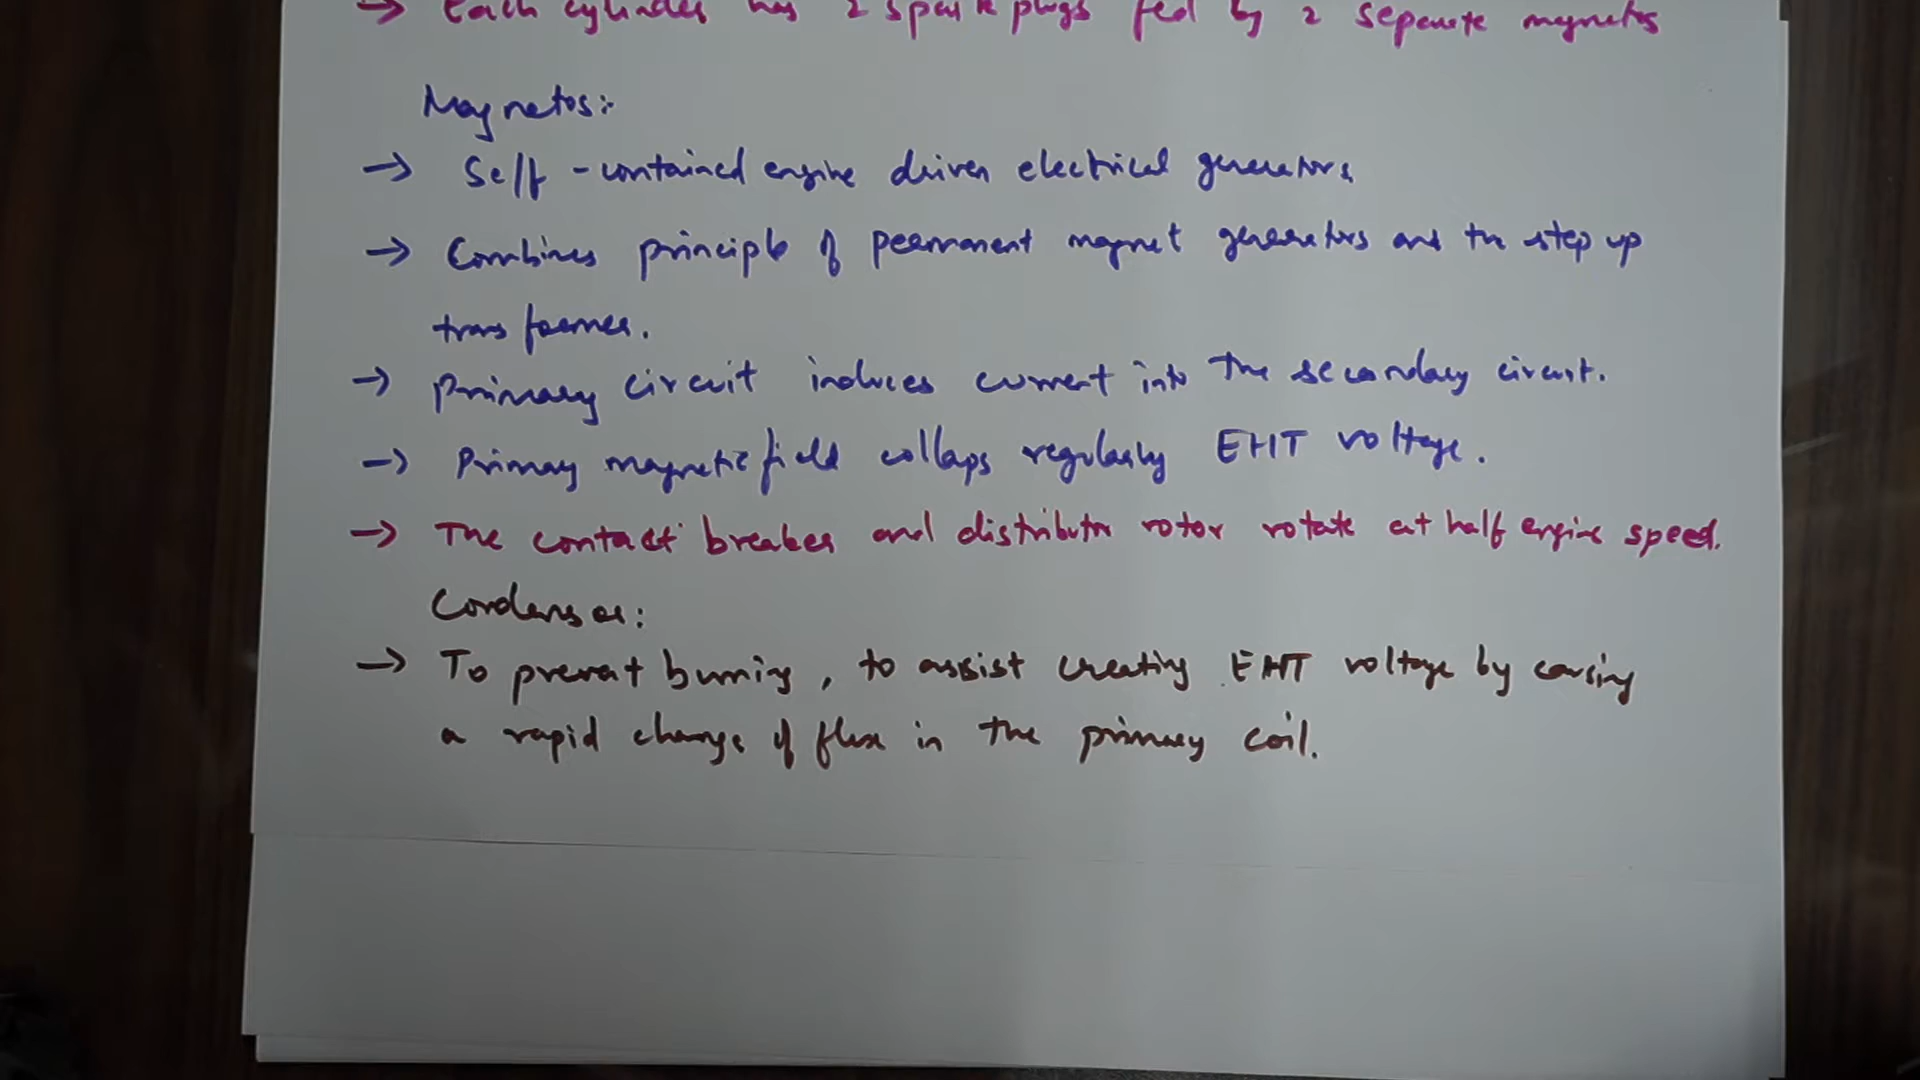 → Each cylinder has 2 spark plugs fed by 2 separate magnetos
Magnetos:
→ Self - contained engine driven electrical generators.
→ Combines principle of permanent magnet generators and the step up
transformer.
→ Primary circuit induces current into the secondary circuit.
→ Primary magnetic field collaps regularly EHT voltage.
→ The contact breaker and distributor rotor rotate at half engine speed.
Condenser:
→ To prevent burning, to assist creating EHT voltage by causing
a rapid change of flux in the primary coil.